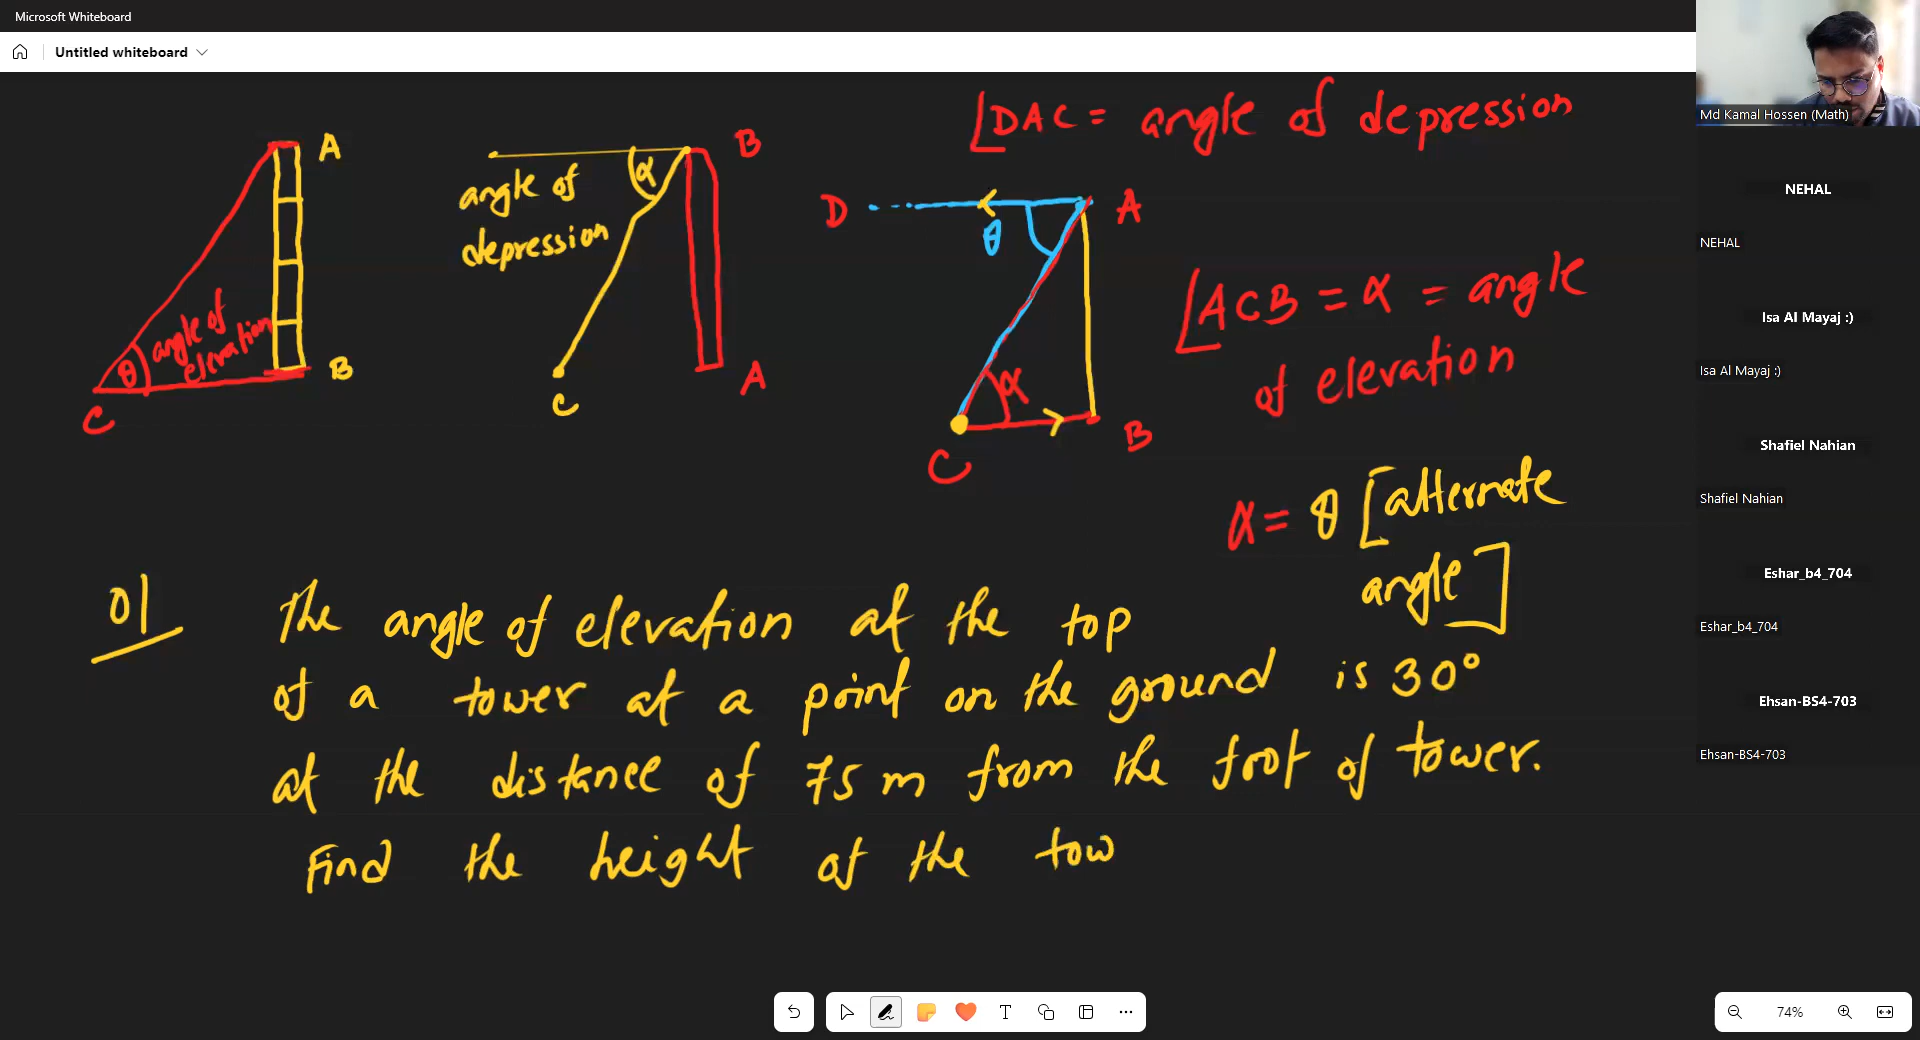 Microsoft Whiteboard
Untitled whiteboard
Md Kamal Hossen (Math)
NEHAL
NEHAL
Isa Al Mayaj :)
Isa Al Mayaj :)
Shafiel Nahian
Shafiel Nahian
Eshar_b4_704
Eshar_b4_704
Ehsan-BS4-703
Ehsan-BS4-703
A
B
C
θ
angle of
elevation
B
α
angle of
depression
A
C
∠DAC = angle of depression
D
A
θ
α
C
B
∠ACB = α = angle
of elevation
α = θ [alternate
angle]
01
The angle of elevation at the top
of a tower at a point on the ground is 30°
at the distance of 75 m from the foot of tower.
Find the height of the tow
T
74%